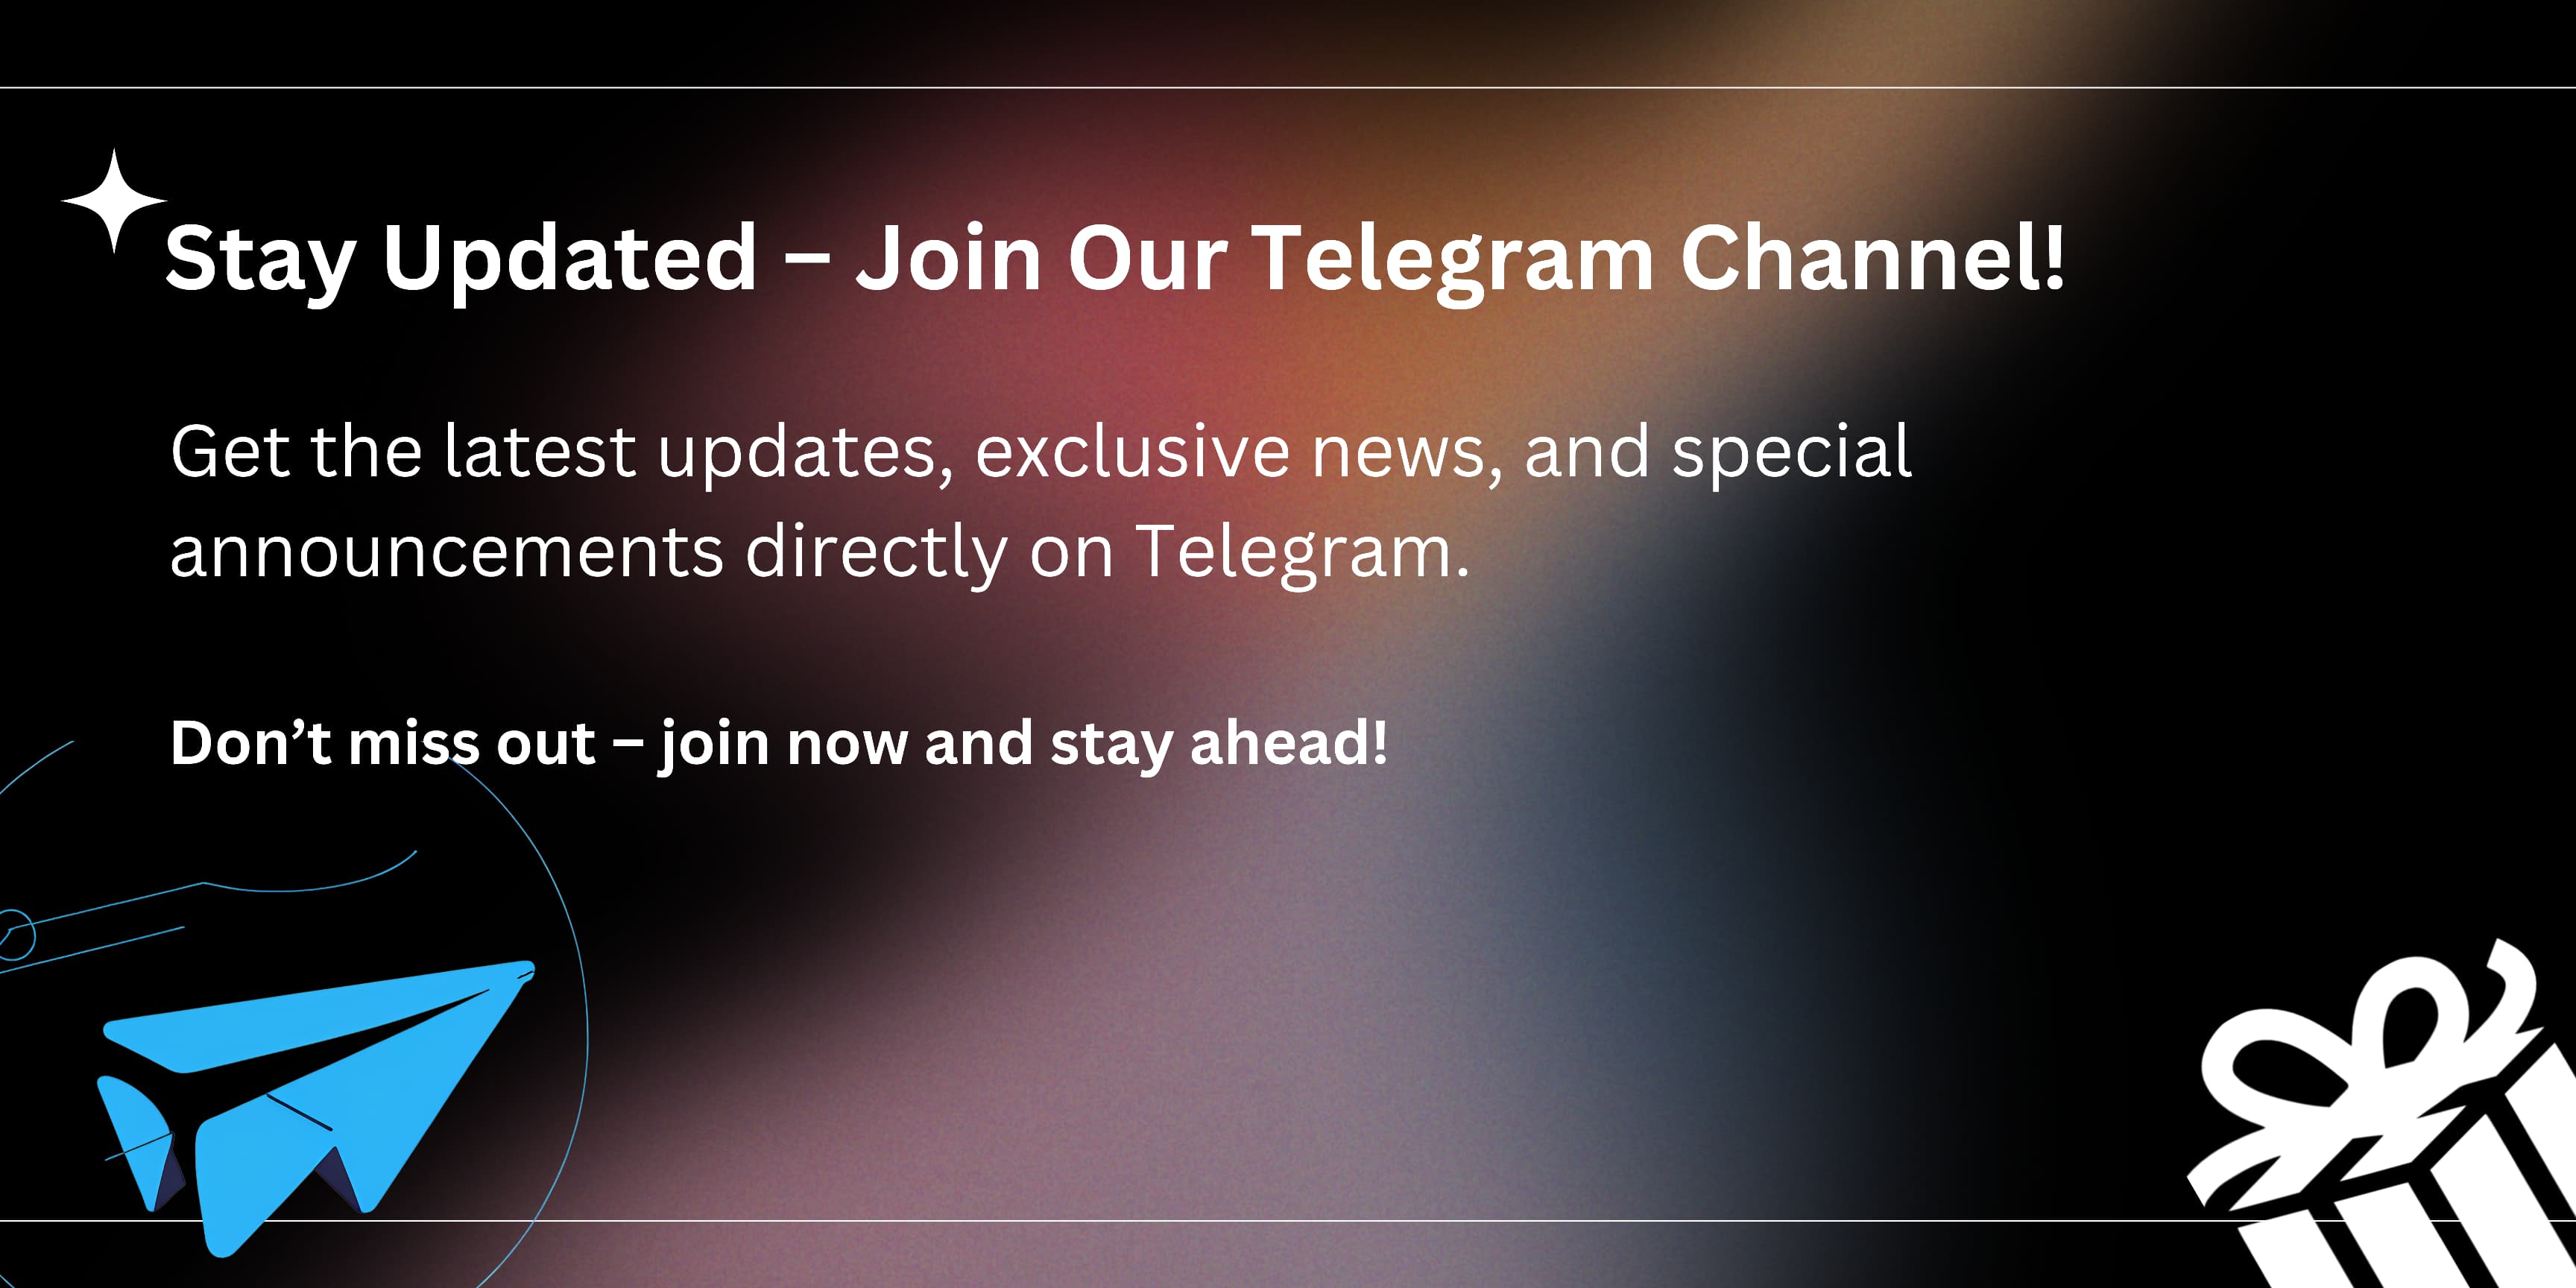 Stay Updated – Join Our Telegram Channel!
Get the latest updates, exclusive news, and special
announcements directly on Telegram.
Don’t miss out – join now and stay ahead!